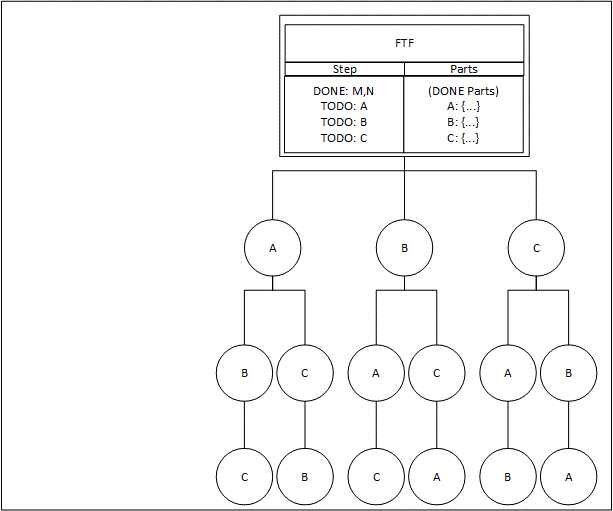 FTF
Step Parts
DONE: M,N (DONE Parts)
TODO: A A: {...}
TODO: B B: {...}
TODO: C C: {...}
A B C
B C A C A B
C B C A B A